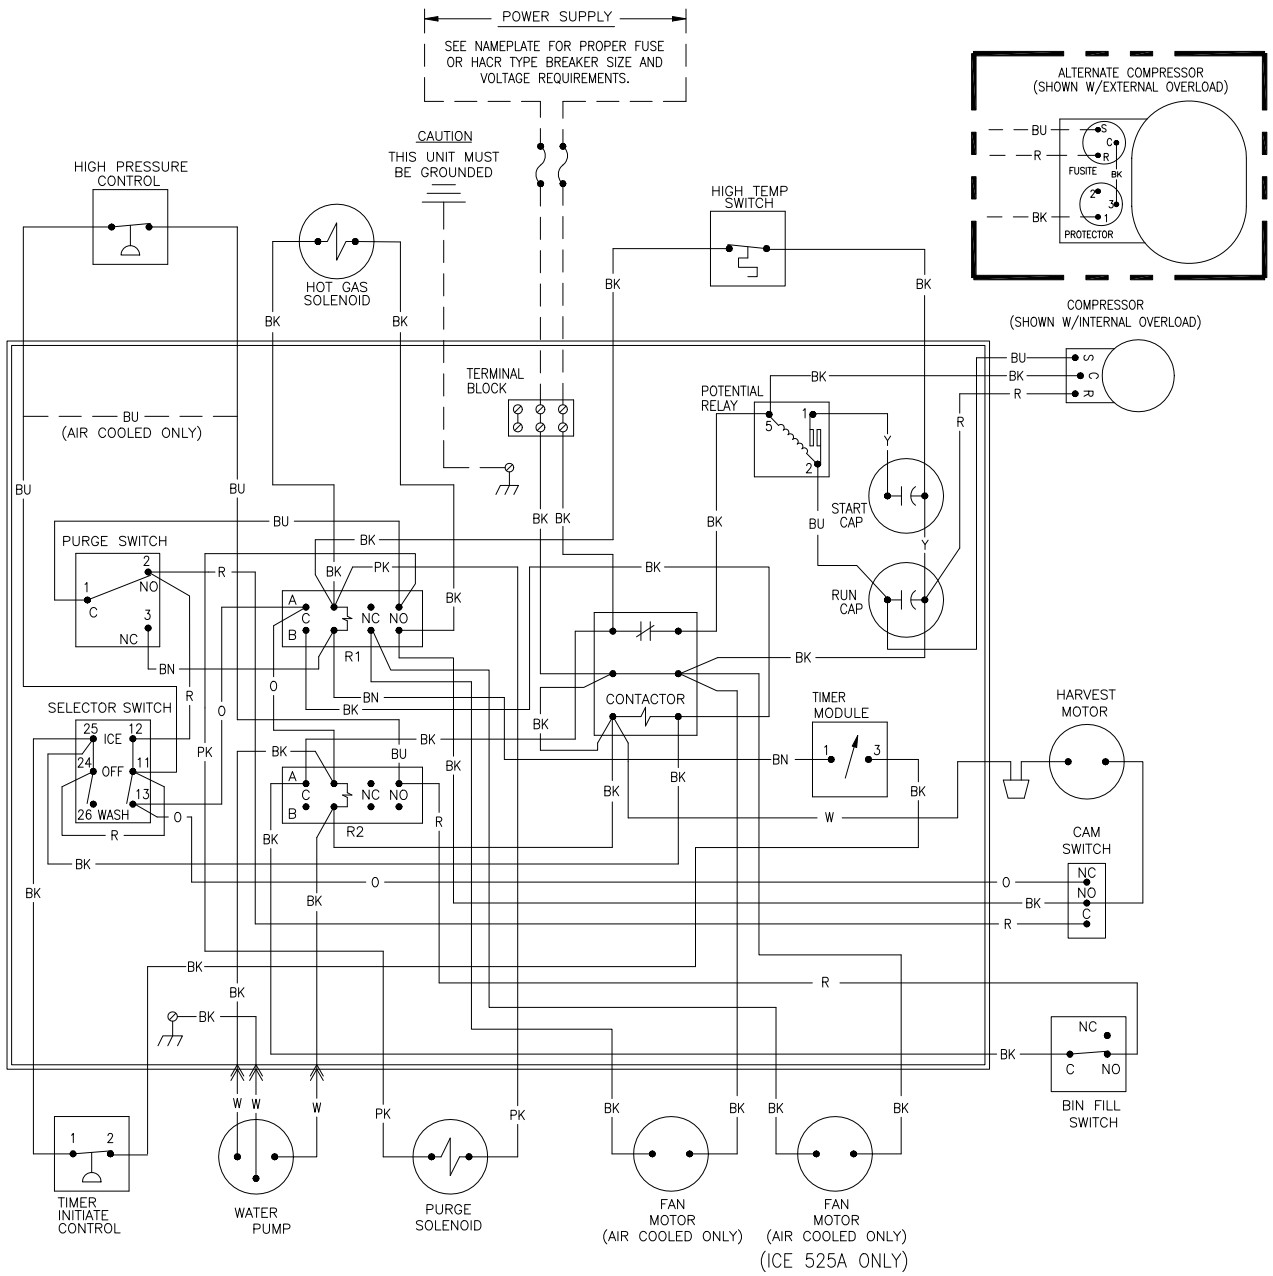 POWER SUPPLY
SEE NAMEPLATE FOR PROPER FUSE
OR HACR TYPE BREAKER SIZE AND
VOLTAGE REQUIREMENTS.
ALTERNATE COMPRESSOR
(SHOWN W/EXTERNAL OVERLOAD)
BU
S
C
R
R
FUSITE
BK
2
3
BK
1
PROTECTOR
CAUTION
THIS UNIT MUST
BE GROUNDED
HIGH PRESSURE
CONTROL
HIGH TEMP
SWITCH
HOT GAS
SOLENOID
BK
BK
BK
BK
COMPRESSOR
(SHOWN W/INTERNAL OVERLOAD)
BU
S
BK
C
R
R
TERMINAL
BLOCK
POTENTIAL
RELAY
BK
5
1
2
R
Y
BU
(AIR COOLED ONLY)
BU
BU
START
CAP
BU
BK
BK
BK
BU
Y
PURGE SWITCH
BK
2
NO
1
C
3
NC
R
BK
PK
BK
RUN
CAP
A
C
B
NC
NO
R1
BK
BN
BK
O
R
O
BN
BK
CONTACTOR
BK
TIMER
MODULE
HARVEST
MOTOR
SELECTOR SWITCH
25
ICE
12
24
OFF
11
13
26
WASH
PK
BK
BK
BU
BK
BN
1
3
BK
BK
BK
A
C
B
NC
NO
R2
R
O
R
BK
W
CAM
SWITCH
NC
NO
C
BK
BK
O
O
BK
BK
R
BK
BK
R
BK
NC
C
NO
BK
BIN FILL
SWITCH
W
W
W
PK
PK
BK
BK
BK
BK
1
2
TIMER
INITIATE
CONTROL
WATER
PUMP
PURGE
SOLENOID
FAN
MOTOR
(AIR COOLED ONLY)
FAN
MOTOR
(AIR COOLED ONLY)
(ICE 525A ONLY)